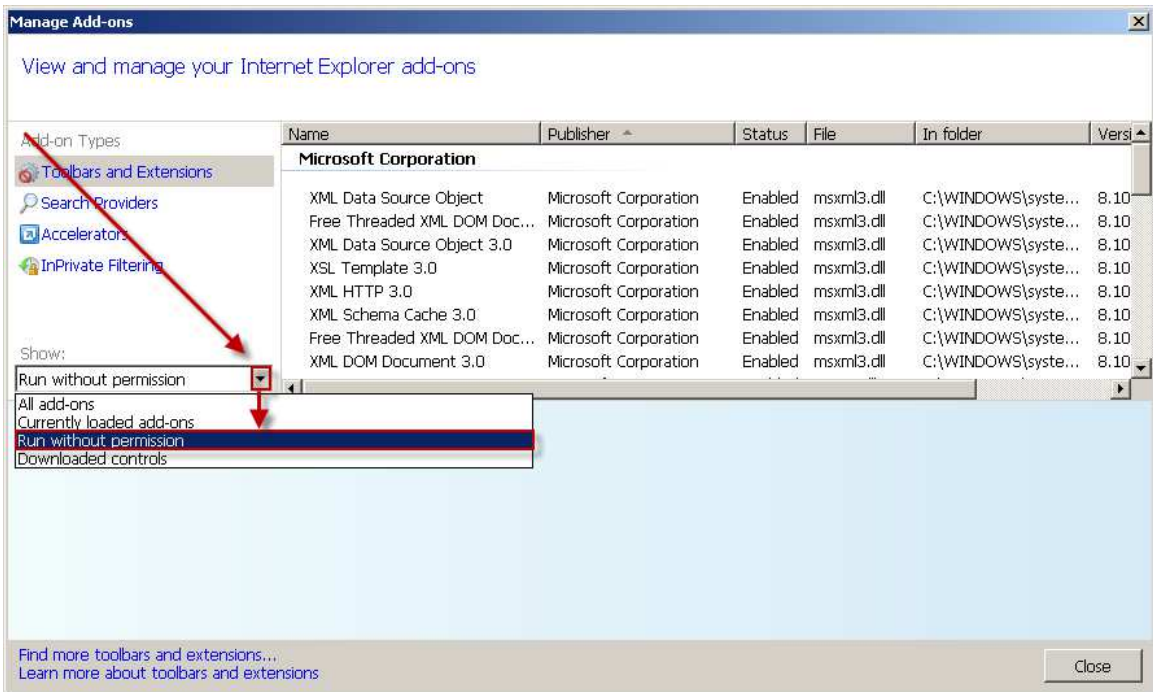 Manage Add-ons
View and manage your Internet Explorer add-ons
Add-on Types
Toolbars and Extensions
Search Providers
Accelerators
InPrivate Filtering
Show:
Run without permission
All add-ons
Currently loaded add-ons
Run without permission
Downloaded controls
Name Publisher Status File In folder Versi
Microsoft Corporation
XML Data Source Object Microsoft Corporation Enabled msxml3.dll C:\WINDOWS\syste... 8.10
Free Threaded XML DOM Doc... Microsoft Corporation Enabled msxml3.dll C:\WINDOWS\syste... 8.10
XML Data Source Object 3.0 Microsoft Corporation Enabled msxml3.dll C:\WINDOWS\syste... 8.10
XSL Template 3.0 Microsoft Corporation Enabled msxml3.dll C:\WINDOWS\syste... 8.10
XML HTTP 3.0 Microsoft Corporation Enabled msxml3.dll C:\WINDOWS\syste... 8.10
XML Schema Cache 3.0 Microsoft Corporation Enabled msxml3.dll C:\WINDOWS\syste... 8.10
Free Threaded XML DOM Doc... Microsoft Corporation Enabled msxml3.dll C:\WINDOWS\syste... 8.10
XML DOM Document 3.0 Microsoft Corporation Enabled msxml3.dll C:\WINDOWS\syste... 8.10
Find more toolbars and extensions...
Learn more about toolbars and extensions
Close